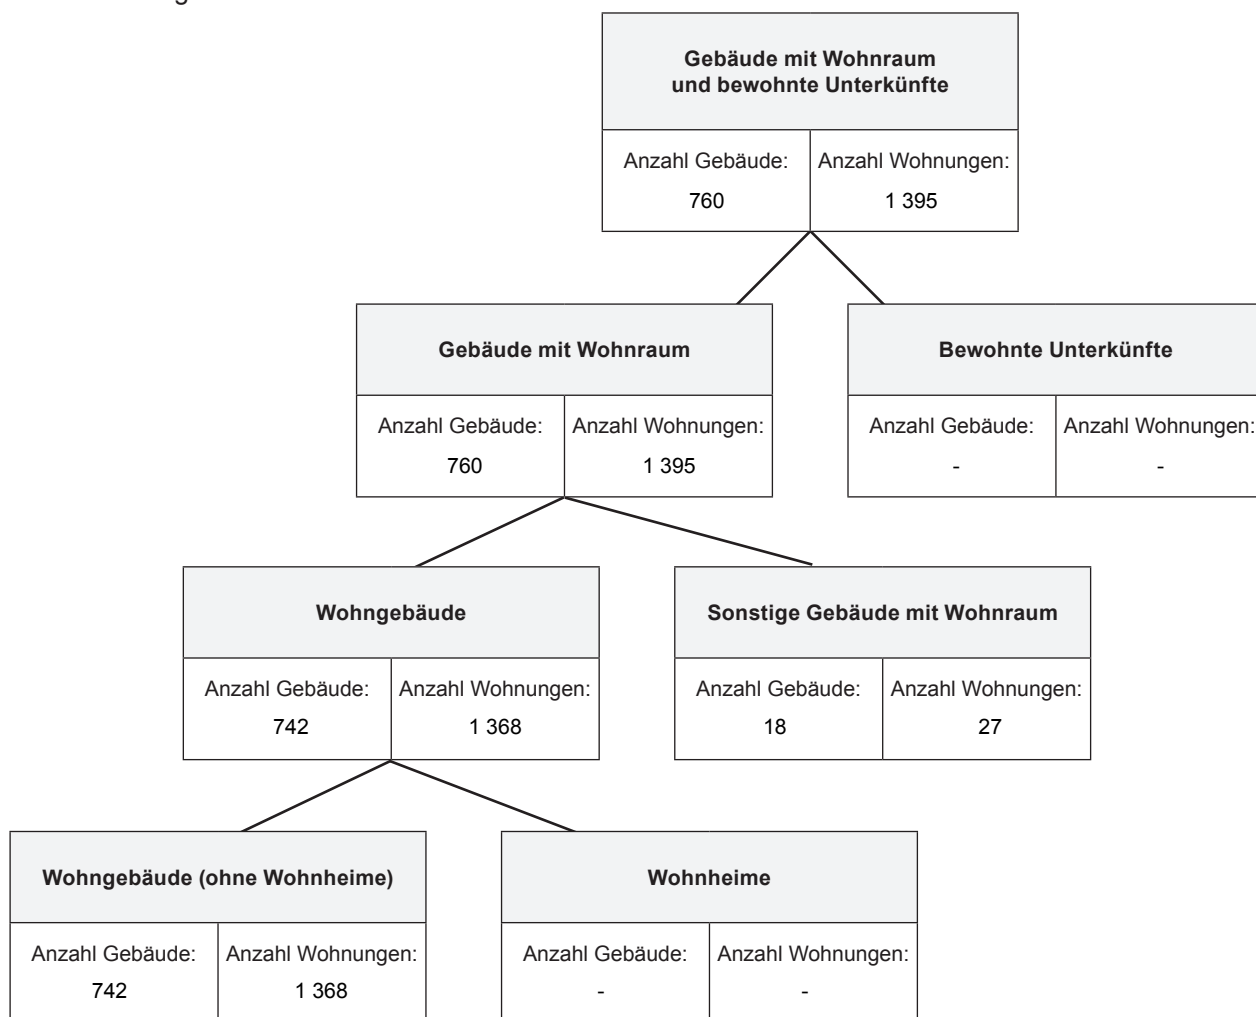 Gebäude mit Wohnraum
und bewohnte Unterkünfte
Anzahl Gebäude: Anzahl Wohnungen:
760 1 395
Gebäude mit Wohnraum
Anzahl Gebäude: Anzahl Wohnungen:
760 1 395
Bewohnte Unterkünfte
Anzahl Gebäude: Anzahl Wohnungen:
- -
Wohngebäude
Anzahl Gebäude: Anzahl Wohnungen:
742 1 368
Sonstige Gebäude mit Wohnraum
Anzahl Gebäude: Anzahl Wohnungen:
18 27
Wohngebäude (ohne Wohnheime)
Anzahl Gebäude: Anzahl Wohnungen:
742 1 368
Wohnheime
Anzahl Gebäude: Anzahl Wohnungen:
- -